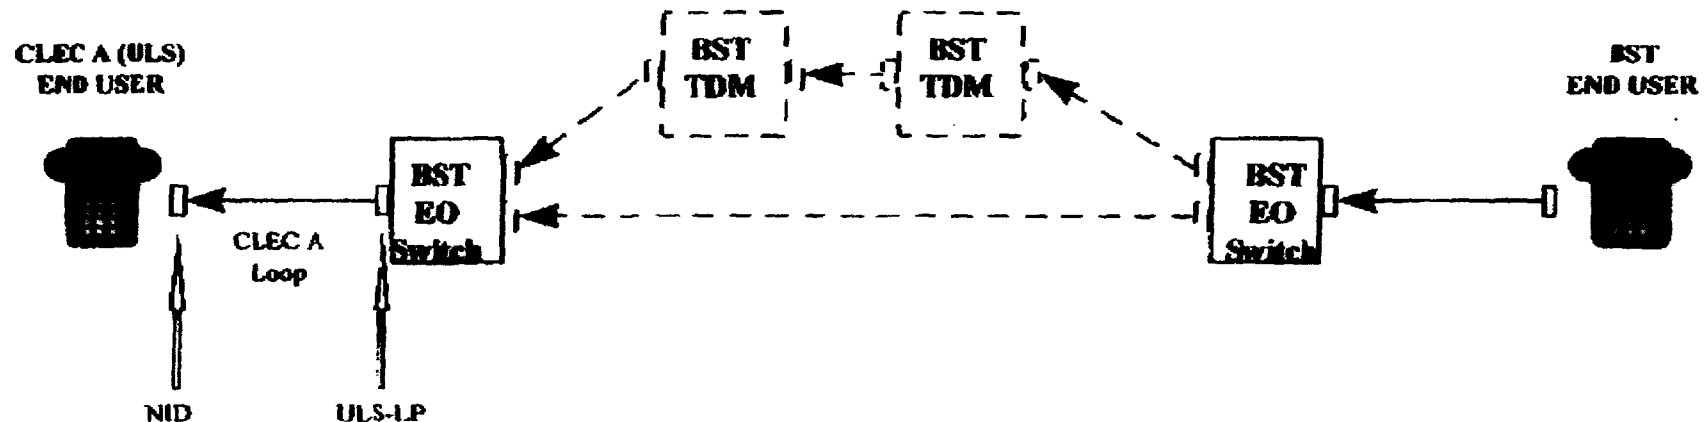 CLEC A (ULS)
END USER
BST
TDM
BST
TDM
BST
END USER
BST
EO
Switch
BST
EO
Switch
CLEC A
Loop
NID
ULS-LP